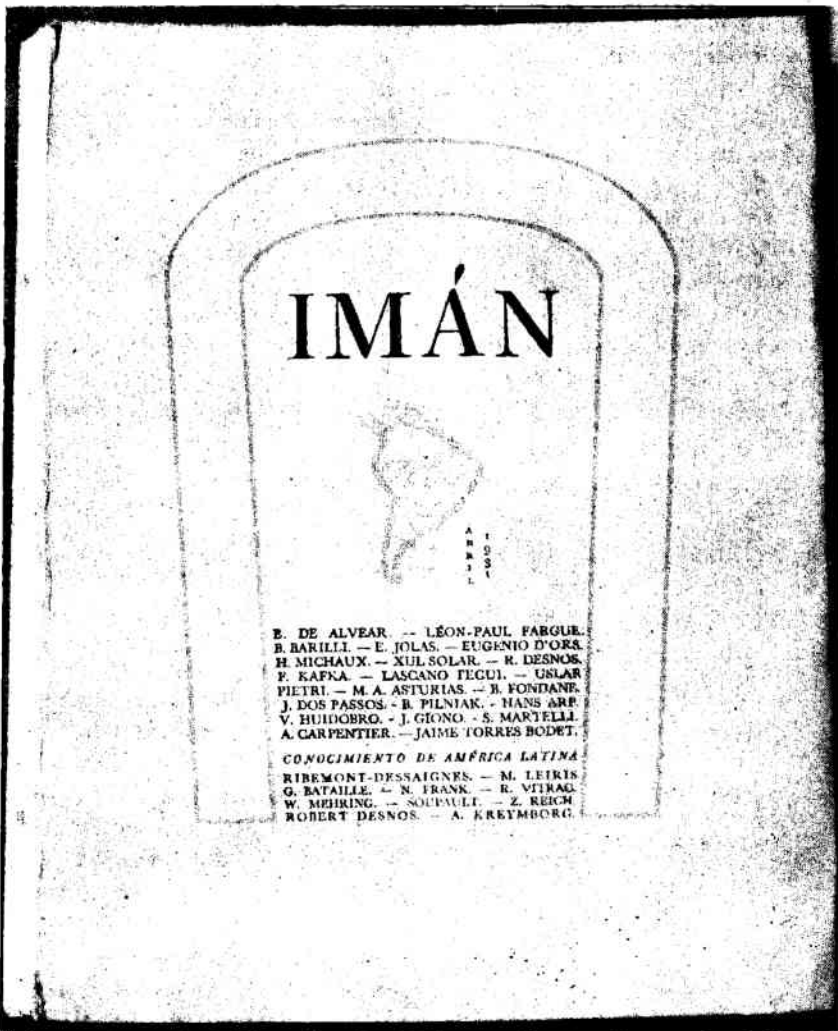 IMÁN
ABRIL
1931
E. DE ALVEAR. — LÉON-PAUL FARGUE.
B. BARILLI. — E. JOLAS. — EUGENIO D'ORS.
H. MICHAUX. — XUL SOLAR. — R. DESNOS.
F. KAFKA. — LASCANO TEGUI. — USLAR
PIETRI. — M. A. ASTURIAS. — B. FONDANE.
J. DOS PASSOS. - B. PILNIAK. - HANS ARP.
V. HUIDOBRO. - J. GIONO. - S. MARTELLI.
A. CARPENTIER. — JAIME TORRES BODET.
CONOCIMIENTO DE AMÉRICA LATINA
RIBEMONT-DESSAIGNES. — M. LEIRIS
G. BATAILLE. — N. FRANK. — R. VITRAC.
W. MEHRING. — SOUPAULT. — Z. REICH.
ROBERT DESNOS. — A. KREYMBORG.